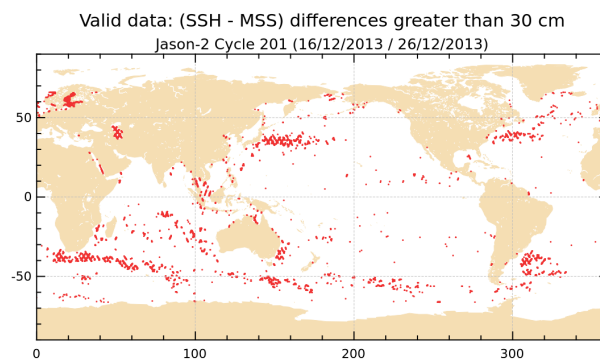 Valid data: (SSH - MSS) differences greater than 30 cm
Jason-2 Cycle 201 (16/12/2013 / 26/12/2013)
50
0
-50
0 100 200 300